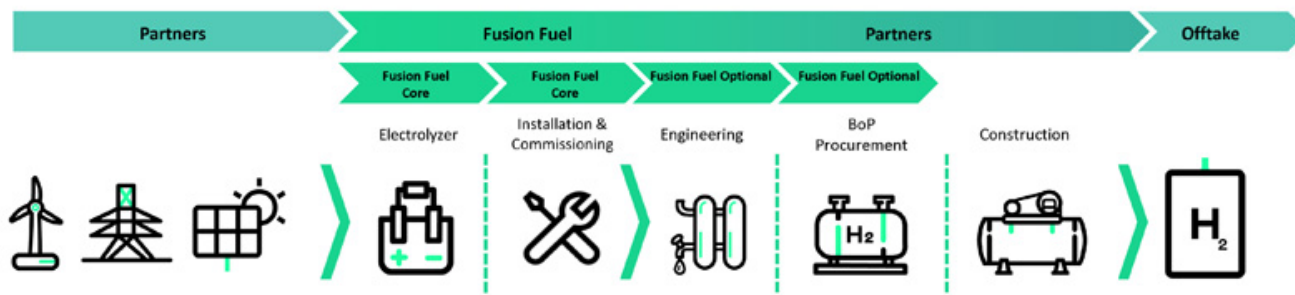 Partners
Fusion Fuel
Partners
Offtake
Fusion Fuel
Core
Fusion Fuel
Core
Fusion Fuel Optional
Fusion Fuel Optional
Electrolyzer
Installation &
Commissioning
Engineering
BoP
Procurement
Construction
H2
H2